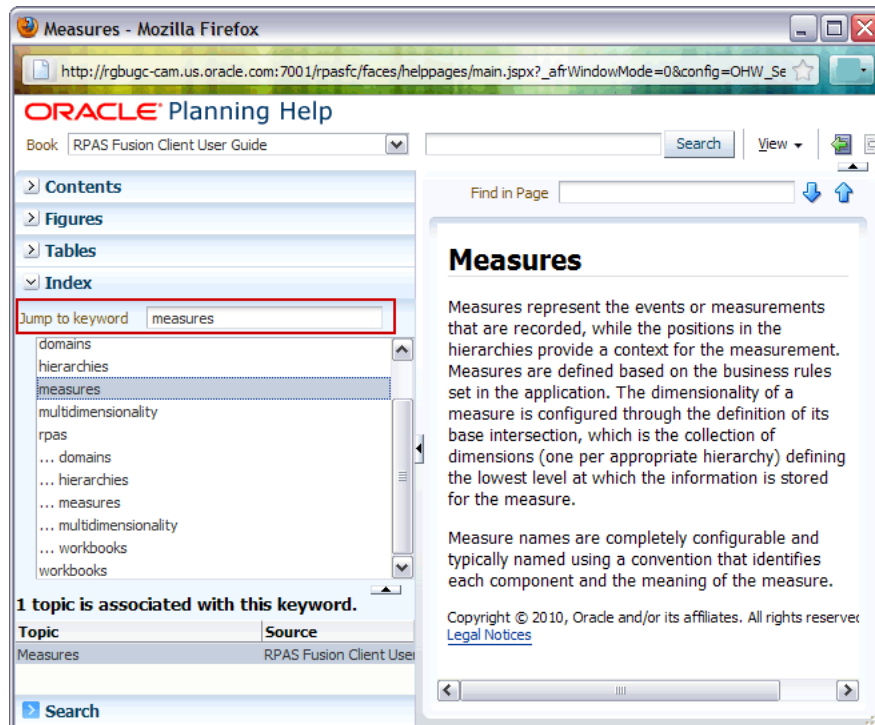 Measures - Mozilla Firefox
http://rgbugc-cam.us.oracle.com:7001/rpasfc/faces/helppages/main.jspx?_afrWindowMode=0&config=OHW_Se
ORACLE Planning Help
Book RPAS Fusion Client User Guide Search View
Contents
Figures
Tables
Index
Jump to keyword measures
domains
hierarchies
measures
multidimensionality
rpas
... domains
... hierarchies
... measures
... multidimensionality
... workbooks
workbooks
1 topic is associated with this keyword.
Topic Source
Measures RPAS Fusion Client User
Search
Find in Page
Measures
Measures represent the events or measurements
that are recorded, while the positions in the
hierarchies provide a context for the measurement.
Measures are defined based on the business rules
set in the application. The dimensionality of a
measure is configured through the definition of its
base intersection, which is the collection of
dimensions (one per appropriate hierarchy) defining
the lowest level at which the information is stored
for the measure.
Measure names are completely configurable and
typically named using a convention that identifies
each component and the meaning of the measure.
Copyright © 2010, Oracle and/or its affiliates. All rights reserved
Legal Notices